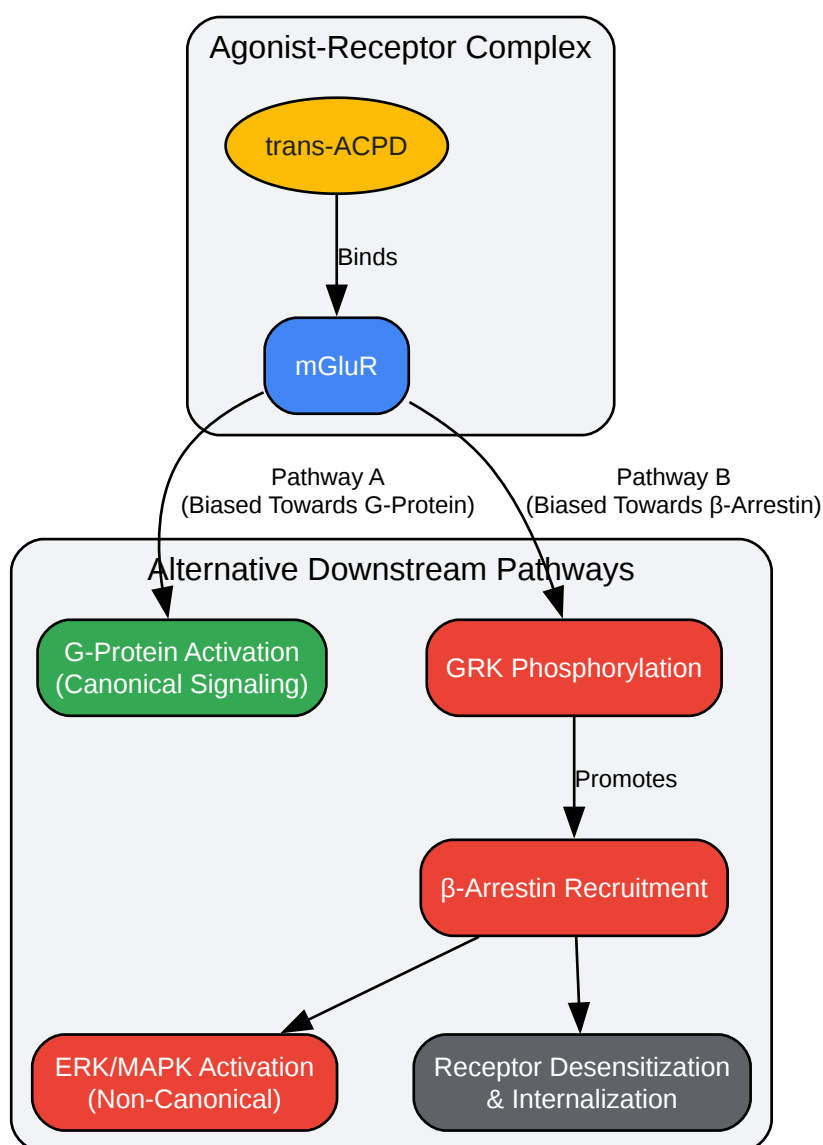 Agonist-Receptor Complex
trans-ACPD
Binds
mGluR
Pathway A
(Biased Towards G-Protein)
Pathway B
(Biased Towards β-Arrestin)
Alternative Downstream Pathways
G-Protein Activation
(Canonical Signaling)
GRK Phosphorylation
Promotes
β-Arrestin Recruitment
ERK/MAPK Activation
(Non-Canonical)
Receptor Desensitization
& Internalization